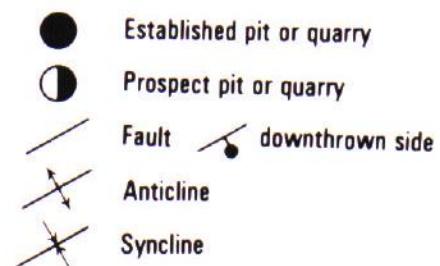 Established pit or quarry
Prospect pit or quarry
Fault downthrown side
Anticline
Syncline